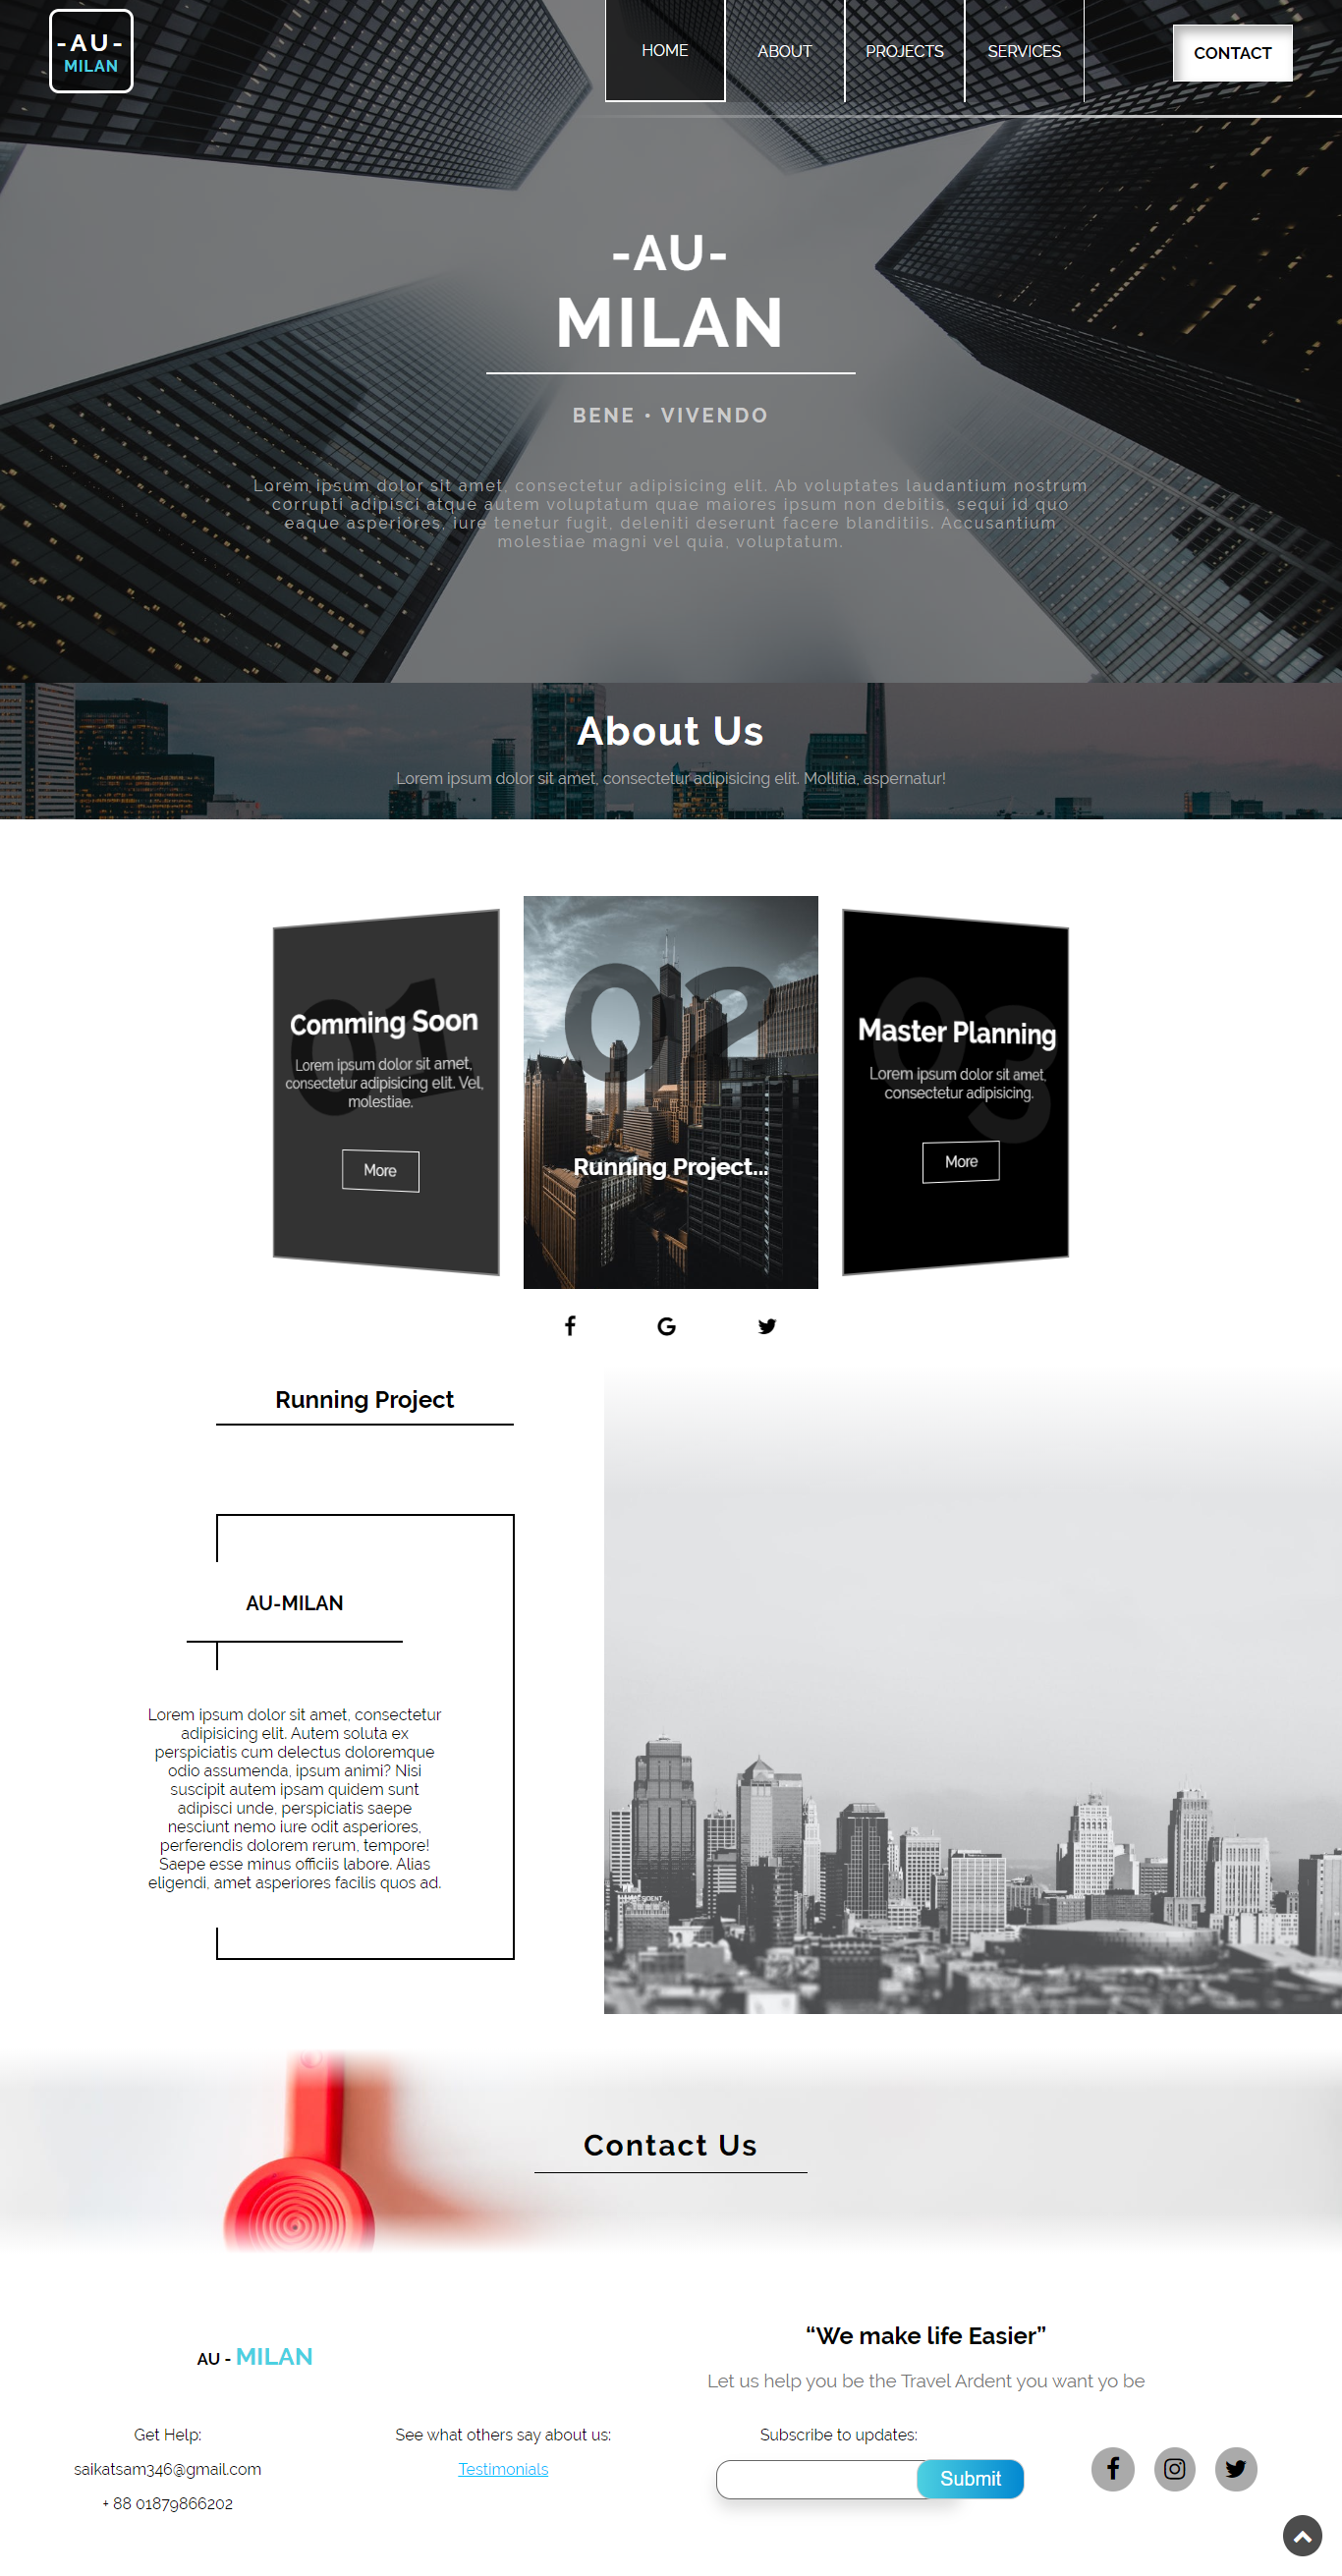 -AU-
MILAN
HOME
ABOUT
PROJECTS
SERVICES
CONTACT
-AU-
MILAN
BENE • VIVENDO
Lorem ipsum dolor sit amet, consectetur adipisicing elit. Ab voluptates laudantium nostrum
corrupti adipisci atque autem voluptatum quae maiores ipsum non debitis, sequi id quo
eaque asperiores, iure tenetur fugit, deleniti deserunt facere blanditiis. Accusantium
molestiae magni vel quia, voluptatum.
About Us
Lorem ipsum dolor sit amet, consectetur adipisicing elit. Mollitia, aspernatur!
01
Comming Soon
Lorem ipsum dolor sit amet,
consectetur adipisicing elit. Vel,
molestiae.
More
02
Running Project...
03
Master Planning
Lorem ipsum dolor sit amet,
consectetur adipisicing.
More
Running Project
AU-MILAN
Lorem ipsum dolor sit amet, consectetur
adipisicing elit. Autem soluta ex
perspiciatis cum delectus doloremque
odio assumenda, ipsum animi? Nisi
suscipit autem ipsam quidem sunt
adipisci unde, perspiciatis saepe
nesciunt nemo iure odit asperiores,
perferendis dolorem rerum, tempore!
Saepe esse minus officiis labore. Alias
eligendi, amet asperiores facilis quos ad.
Contact Us
AU - MILAN
“We make life Easier”
Let us help you be the Travel Ardent you want yo be
Get Help:
saikatsam346@gmail.com
+ 88 01879866202
See what others say about us:
Testimonials
Subscribe to updates:
Submit